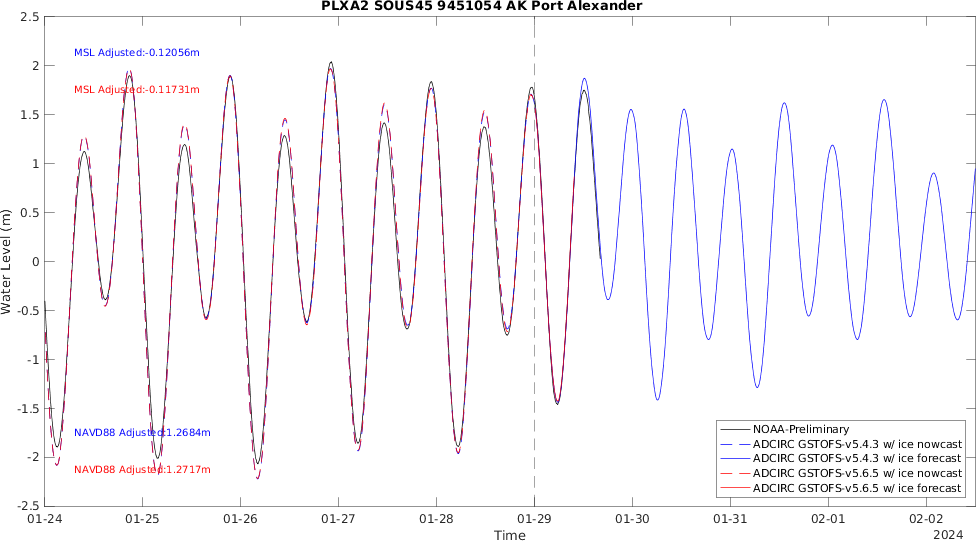 PLXA2 SOUS45 9451054 AK Port Alexander
2.5
2
1.5
1
0.5
0
-0.5
-1
-1.5
-2
-2.5
Water Level (m)
MSL Adjusted:-0.12056m
MSL Adjusted:-0.11731m
NAVD88 Adjusted:1.2684m
NAVD88 Adjusted:1.2717m
NOAA-Preliminary
ADCIRC GSTOFS-v5.4.3 w/ ice nowcast
ADCIRC GSTOFS-v5.4.3 w/ ice forecast
ADCIRC GSTOFS-v5.6.5 w/ ice nowcast
ADCIRC GSTOFS-v5.6.5 w/ ice forecast
01-24 01-25 01-26 01-27 01-28 01-29 01-30 01-31 02-01 02-02
Time
2024